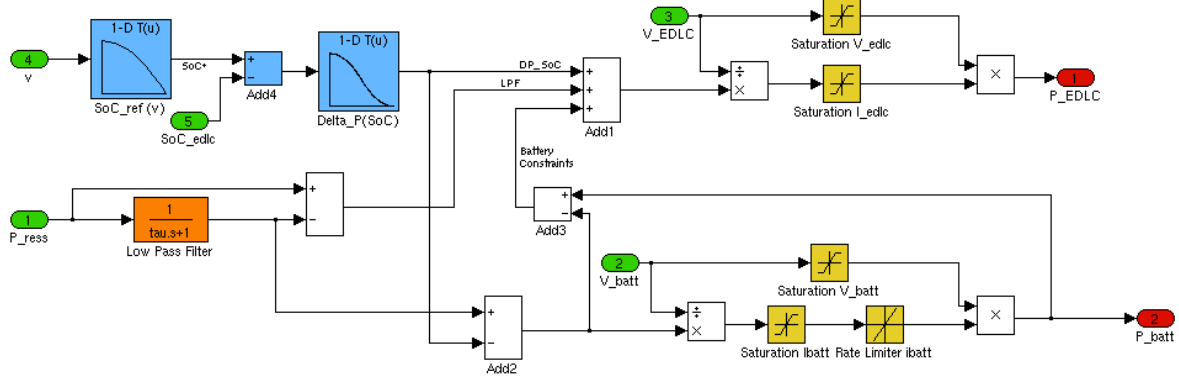 1-D T(u)
4
v
SoC*
SoC_ref (v)
+
−
Add4
5
SoC_edlc
1-D T(u)
Delta_P(SoC)
DP_SoC
LPF
+
+
+
Add1
3
V_EDLC
Saturation V_edlc
÷
×
Saturation I_edlc
×
1
P_EDLC
Battery
Constraints
1
P_ress
1
tau.s+1
Low Pass Filter
+
−
+
−
Add3
2
V_batt
Saturation V_batt
+
−
Add2
÷
×
Saturation Ibatt
Rate Limiter ibatt
×
2
P_batt